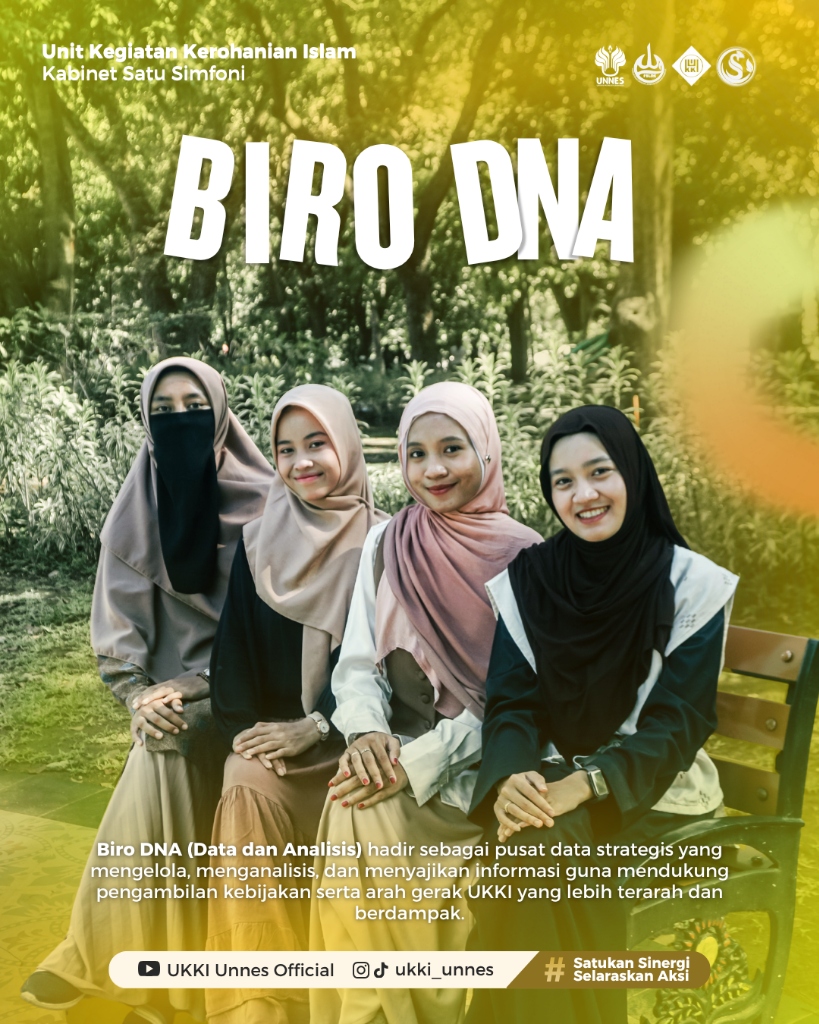 Unit Kegiatan Kerohanian Islam
Kabinet Satu Simfoni
UNNES
UKKI
BIRO DNA
Biro DNA (Data dan Analisis) hadir sebagai pusat data strategis yang
mengelola, menganalisis, dan menyajikan informasi guna mendukung
pengambilan kebijakan serta arah gerak UKKI yang lebih terarah dan
berdampak.
UKKI Unnes Official
ukki_unnes
# Satukan Sinergi
Selaraskan Aksi